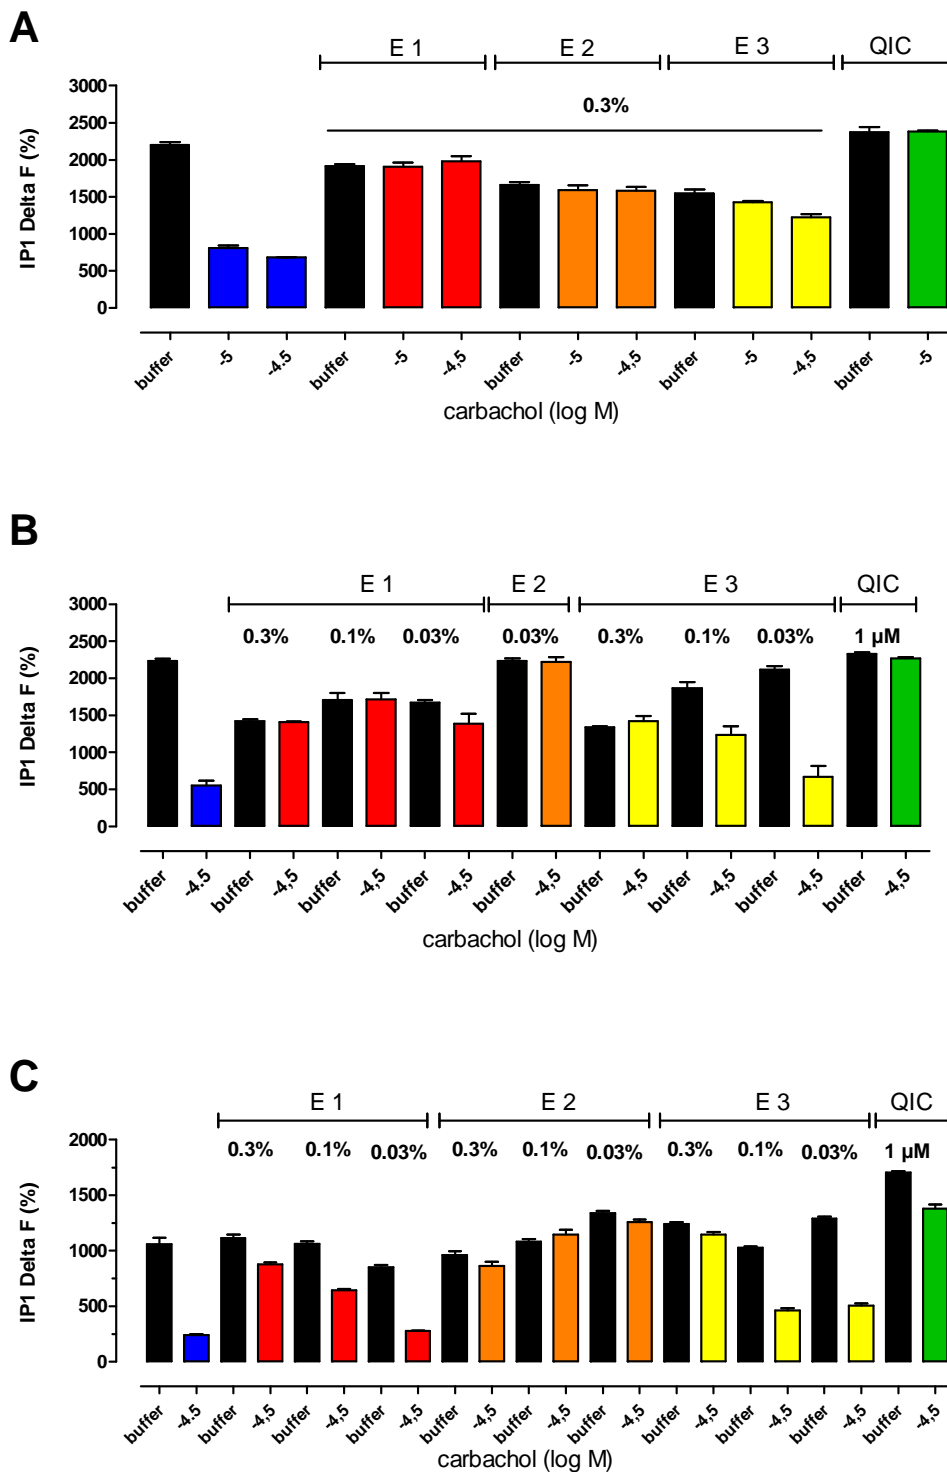 A
E 1 E 2 E 3 QIC
0.3%
IP1 Delta F (%)
3000
2500
2000
1500
1000
500
0
buffer -5 -4.5 buffer -5 -4,5 buffer -5 -4,5 buffer -5 -4,5 buffer -5
carbachol (log M)
B
E 1 E 2 E 3 QIC
0.3% 0.1% 0.03% 0.03% 0.3% 0.1% 0.03% 1 µM
IP1 Delta F (%)
3000
2500
2000
1500
1000
500
0
buffer -4.5 buffer -4,5 buffer -4,5 buffer -4,5 buffer -4,5 buffer -4,5 buffer -4,5 buffer -4,5 buffer -4,5
carbachol (log M)
C
E 1 E 2 E 3 QIC
0.3% 0.1% 0.03% 0.3% 0.1% 0.03% 0.3% 0.1% 0.03% 1 µM
IP1 Delta F (%)
2000
1500
1000
500
0
buffer -4,5 buffer -4,5 buffer -4,5 buffer -4,5 buffer -4,5 buffer -4,5 buffer -4,5 buffer -4,5 buffer -4,5 buffer -4,5 buffer -4,5
carbachol (log M)